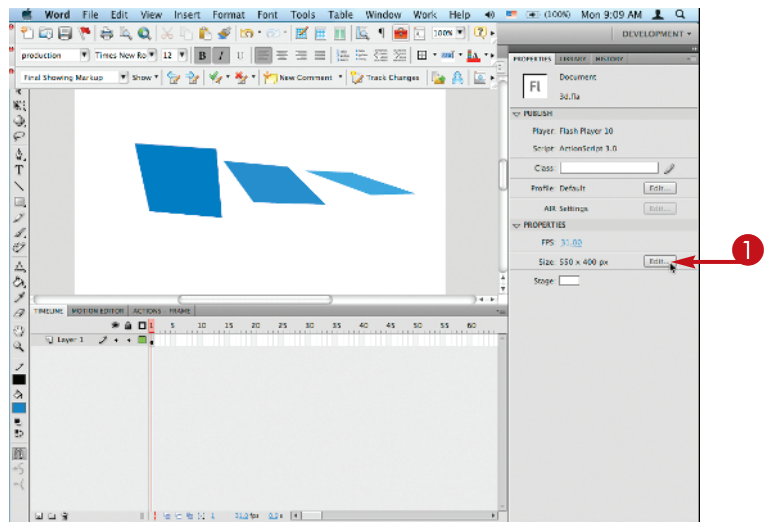 Word File Edit View Insert Format Font Tools Table Window Work Help (100%) Mon 9:09 AM
100%
DEVELOPMENT
production Times New Ro 12 B I U
Final Showing Markup Show New Comment Track Changes
PROPERTIES LIBRARY HISTORY
Fl
Document
3d.fla
PUBLISH
Player: Flash Player 10
Script: ActionScript 3.0
Class:
Profile: Default Edit...
AIR Settings Edit...
PROPERTIES
FPS: 31.00
Size: 550 x 400 px Edit...
1
Stage:
TIMELINE MOTION EDITOR ACTIONS - FRAME
1 5 10 15 20 25 30 35 40 45 50 55 60
Layer 1
1 0.0s